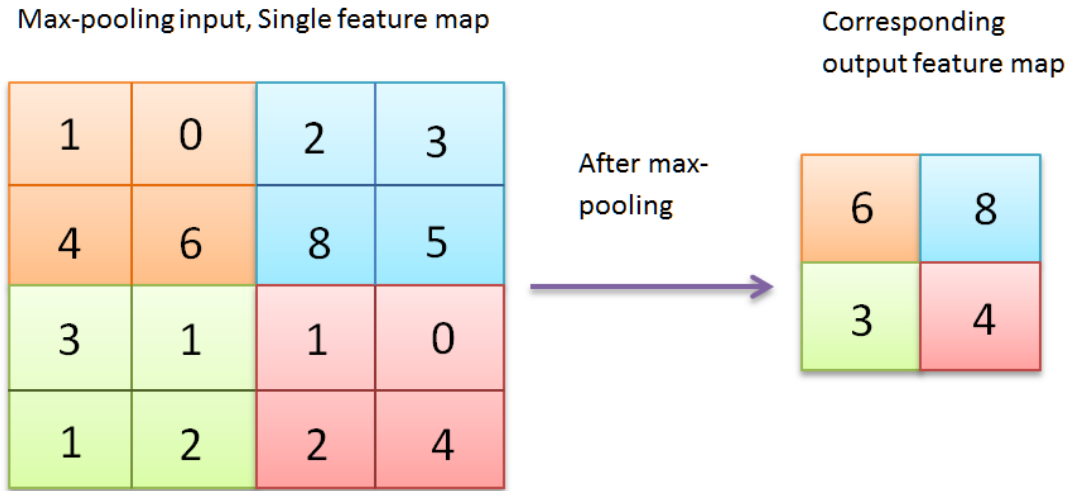 Max-pooling input, Single feature map
Corresponding
output feature map
1 0 2 3
4 6 8 5
3 1 1 0
1 2 2 4
After max-
pooling
6 8
3 4